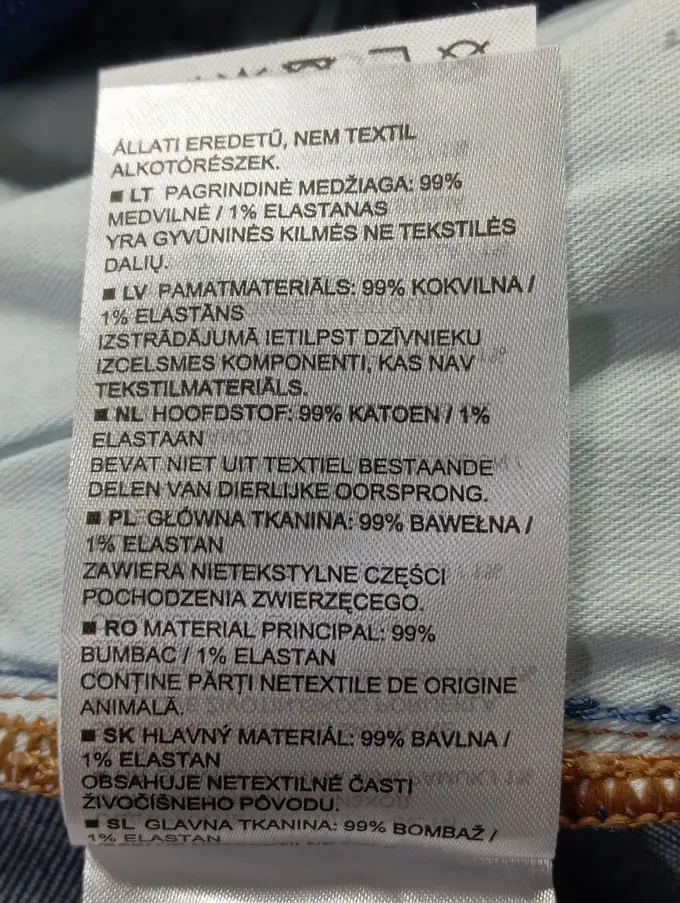 ÁLLATI EREDETŰ, NEM TEXTIL
ALKOTÓRÉSZEK.
■ LT PAGRINDINĖ MEDŽIAGA: 99%
MEDVILNĖ / 1% ELASTANAS
YRA GYVŪNINĖS KILMĖS NE TEKSTILĖS
DALIŲ.
■ LV PAMATMATERIĀLS: 99% KOKVILNA /
1% ELASTĀNS
IZSTRĀDĀJUMĀ IETILPST DZĪVNIEKU
IZCELSMES KOMPONENTI, KAS NAV
TEKSTILMATERIĀLS.
■ NL HOOFDSTOF: 99% KATOEN / 1%
ELASTAAN
BEVAT NIET UIT TEXTIEL BESTAANDE
DELEN VAN DIERLIJKE OORSPRONG.
■ PL GŁÓWNA TKANINA: 99% BAWEŁNA /
1% ELASTAN
ZAWIERA NIETEKSTYLNE CZĘŚCI
POCHODZENIA ZWIERZĘCEGO.
■ RO MATERIAL PRINCIPAL: 99%
BUMBAC / 1% ELASTAN
CONȚINE PĂRȚI NETEXTILE DE ORIGINE
ANIMALĂ.
■ SK HLAVNÝ MATERIÁL: 99% BAVLNA /
1% ELASTAN
OBSAHUJE NETEXTILNÉ ČASTI
ŽIVOČÍŠNEHO PÔVODU.
■ SL GLAVNA TKANINA: 99% BOMBAŽ /
1% ELASTAN